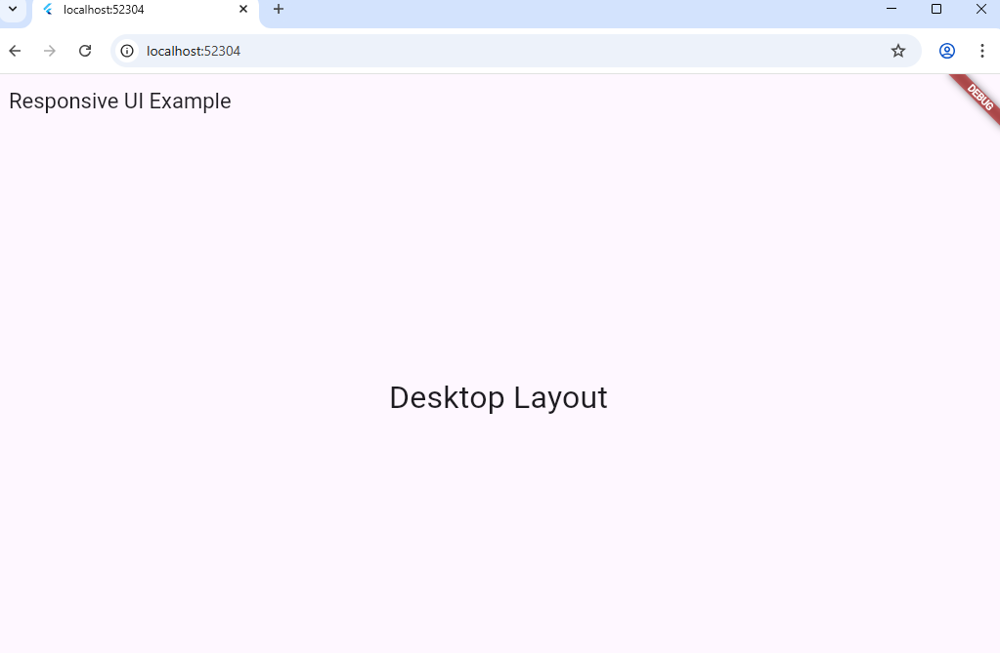 localhost:52304
localhost:52304
Responsive UI Example
DEBUG
Desktop Layout